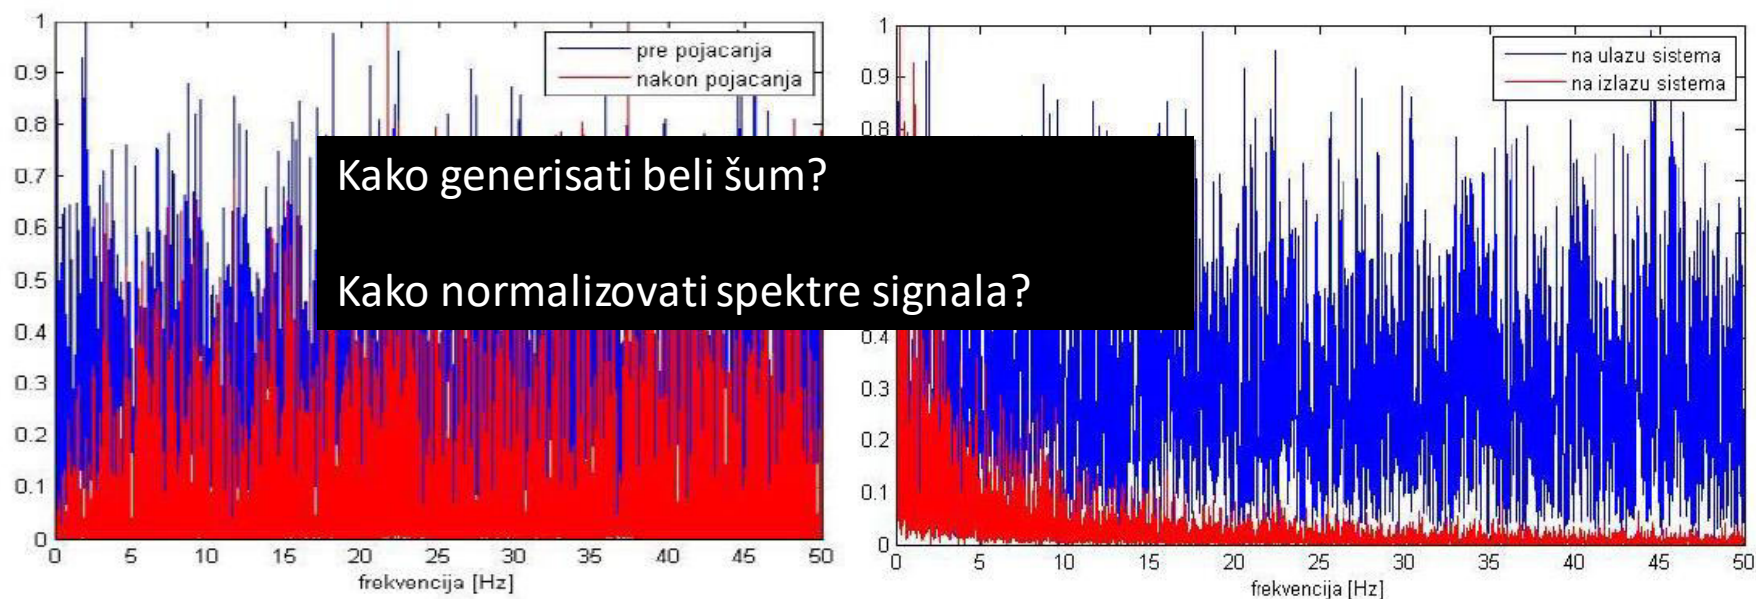 1
0.9
0.8
0.7
0.6
0.5
0.4
0.3
0.2
0.1
0
0 5 10 15 20 25 30 35 40 45 50
frekvencija [Hz]
pre pojacanja
nakon pojacanja
Kako generisati beli šum?
Kako normalizovati spektre signala?
1
0.9
0.8
0.4
0.3
0.2
0.1
0
0 5 10 15 20 25 30 35 40 45 50
frekvencija [Hz]
na ulazu sistema
na izlazu sistema